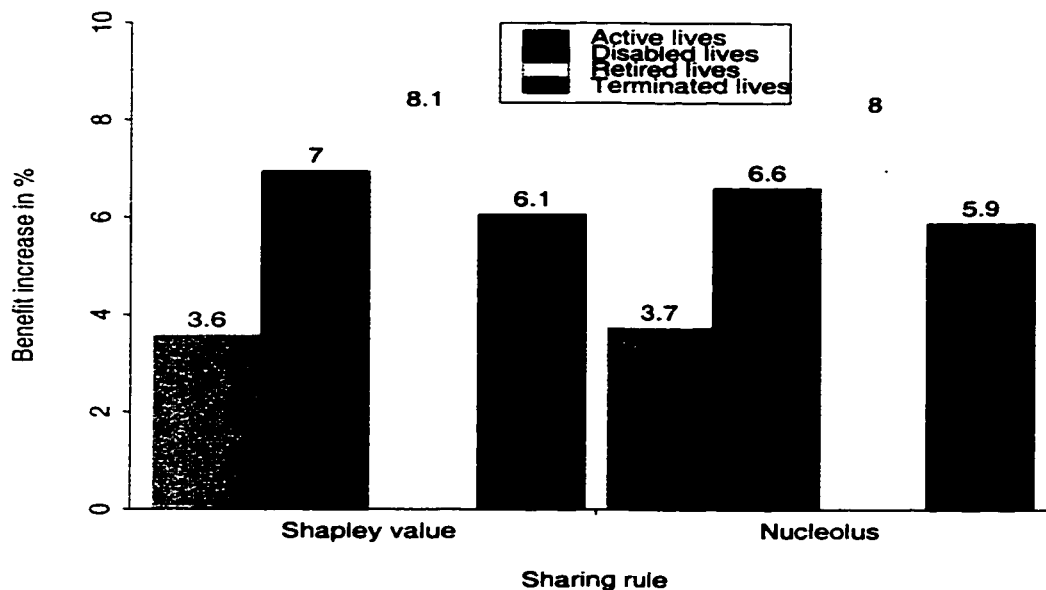 10
8
6
4
2
0
Benefit increase in %
Active lives
Disabled lives
Retired lives
Terminated lives
3.6
7
8.1
6.1
3.7
6.6
8
5.9
Shapley value
Nucleolus
Sharing rule